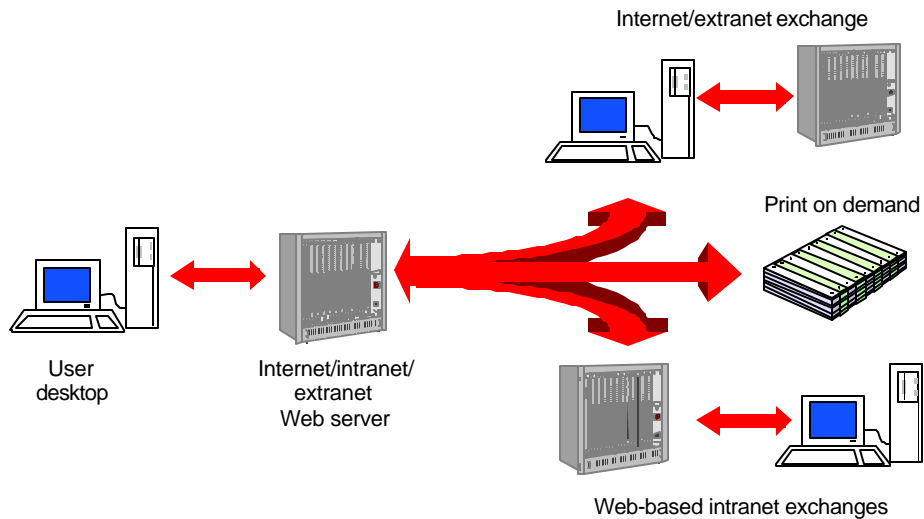 Internet/extranet exchange
Print on demand
User
desktop
Internet/intranet/
extranet
Web server
Web-based intranet exchanges